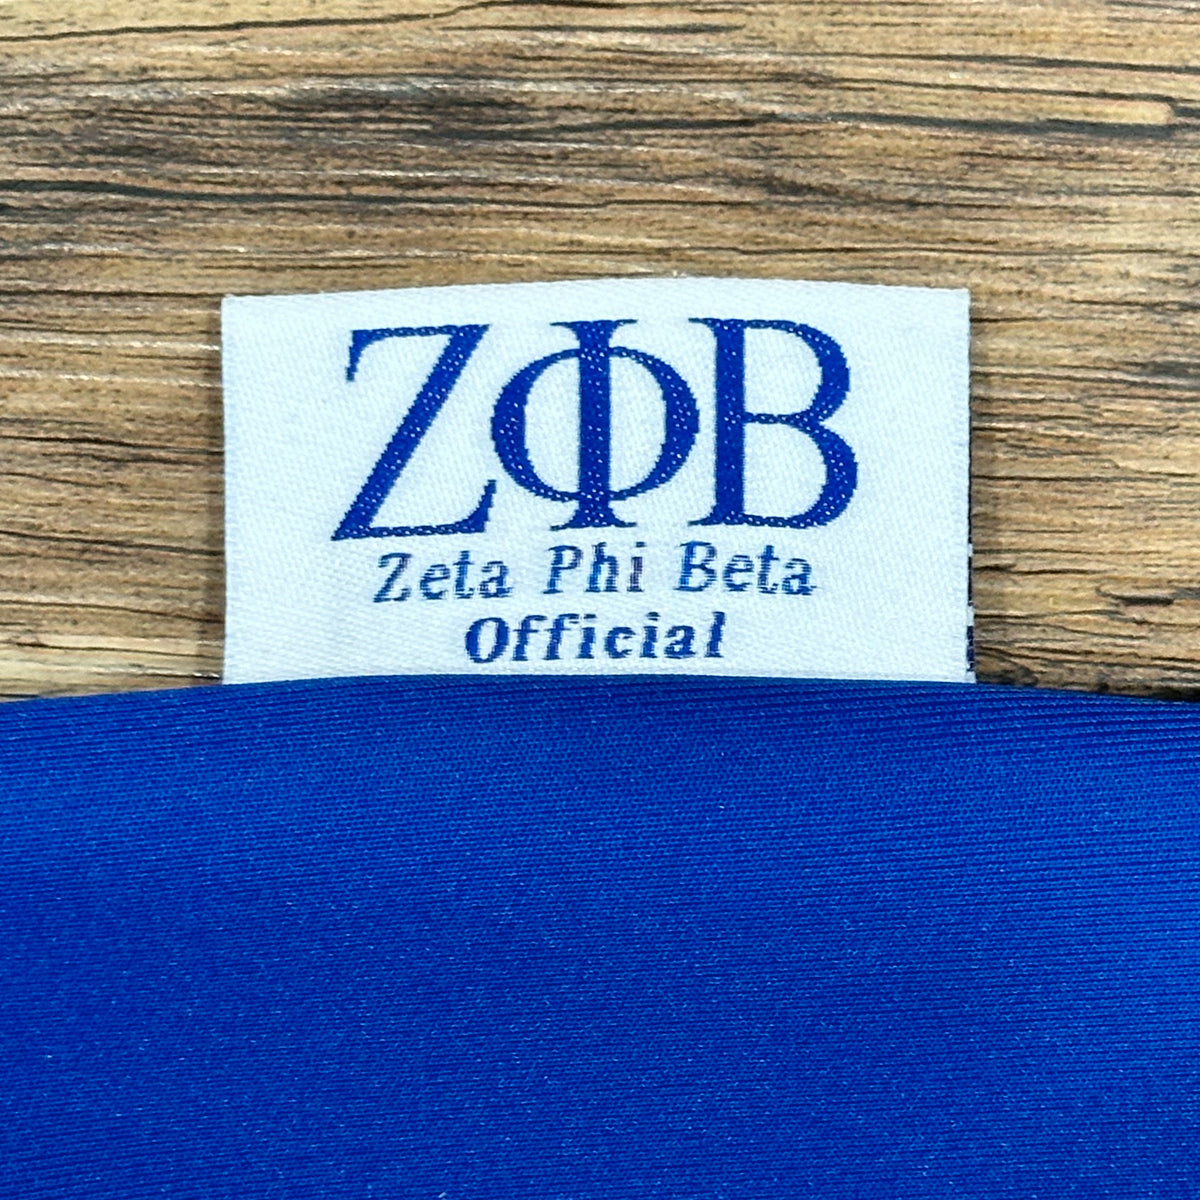 ΖΦΒ
Zeta Phi Beta
Official